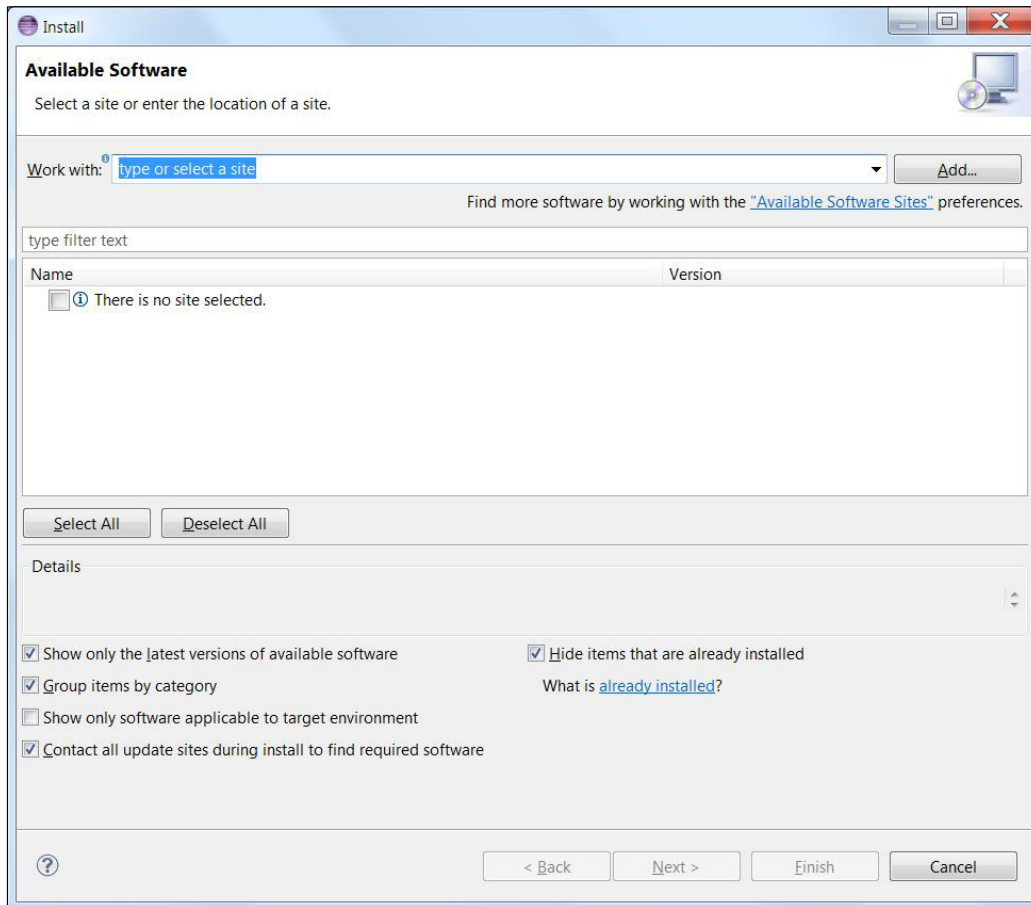 Install
Available Software
Select a site or enter the location of a site.
Work with: type or select a site Add...
Find more software by working with the "Available Software Sites" preferences.
type filter text
Name Version
There is no site selected.
Select All Deselect All
Details
Show only the latest versions of available software Hide items that are already installed
Group items by category What is already installed?
Show only software applicable to target environment
Contact all update sites during install to find required software
? < Back Next > Finish Cancel